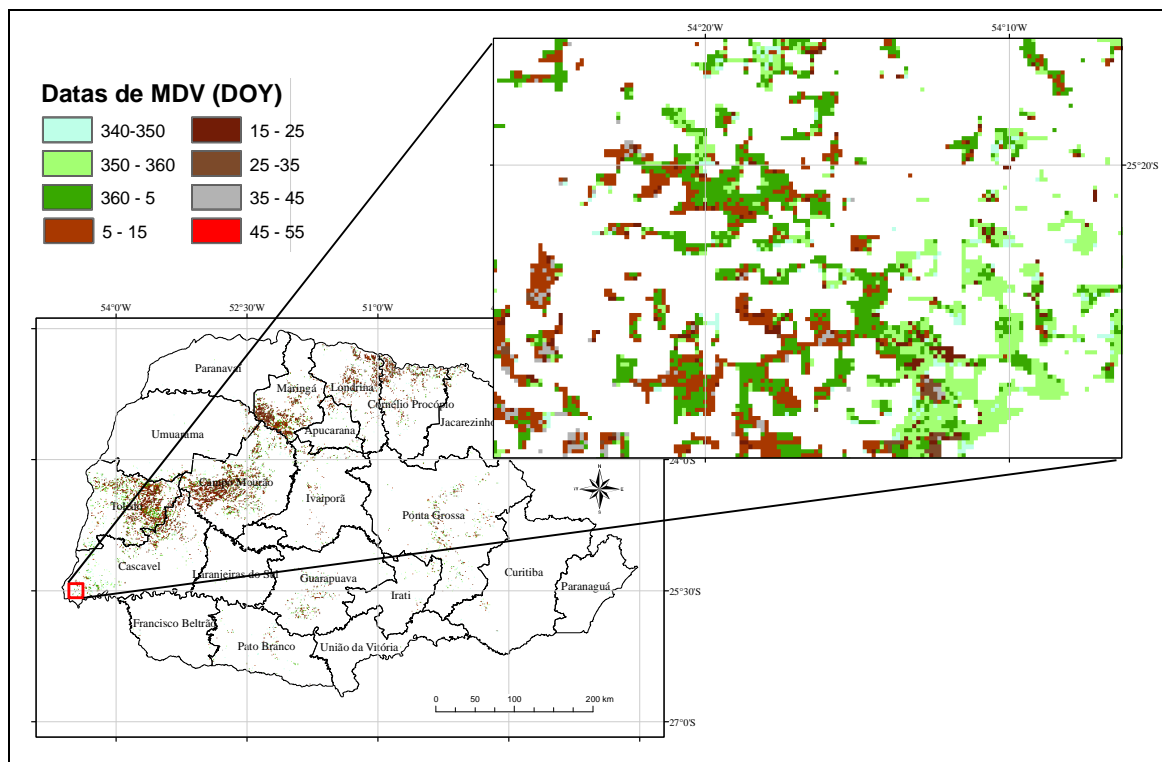 54°20'W 54°10'W
Datas de MDV (DOY)
340-350 15 - 25
350 - 360 25 -35
360 - 5 35 - 45
5 - 15 45 - 55
25°20'S
54°0'W 52°30'W 51°0'W
Paranavaí
Maringá
Londrina
Cornélio Procópio
Jacarezinho
Umuarama
Apucarana
24°0'S
N
W E
S
Campo Mourão
Toledo
Ivaiporã
Ponta Grossa
Cascavel
Laranjeiras do Sul
Guarapuava
Curitiba
Paranaguá
Irati
25°30'S
Francisco Beltrão
Pato Branco
União da Vitória
0 50 100 200 km
27°0'S